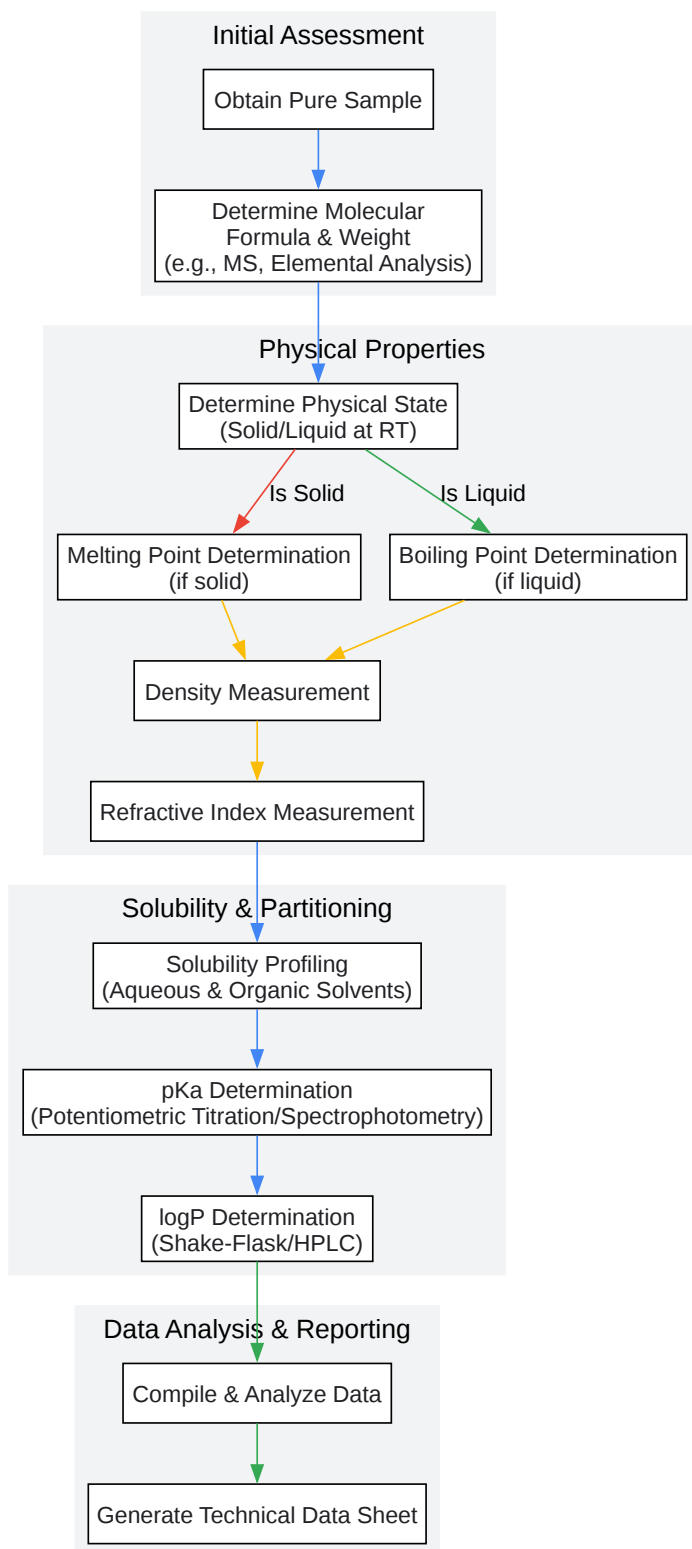 Initial Assessment
Obtain Pure Sample
Determine Molecular
Formula & Weight
(e.g., MS, Elemental Analysis)
Physical Properties
Determine Physical State
(Solid/Liquid at RT)
Is Solid
Is Liquid
Melting Point Determination
(if solid)
Boiling Point Determination
(if liquid)
Density Measurement
Refractive Index Measurement
Solubility & Partitioning
Solubility Profiling
(Aqueous & Organic Solvents)
pKa Determination
(Potentiometric Titration/Spectrophotometry)
logP Determination
(Shake-Flask/HPLC)
Data Analysis & Reporting
Compile & Analyze Data
Generate Technical Data Sheet